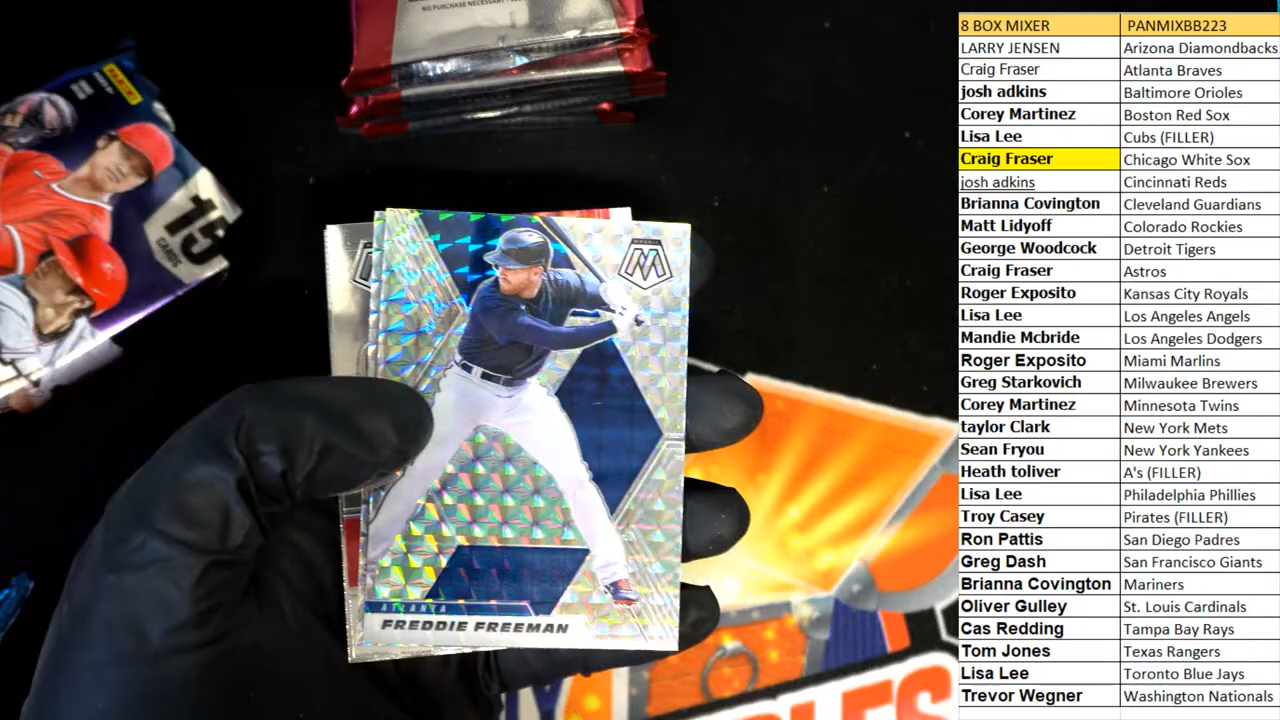 NO PURCHASE NECESSARY
PANINI
15
CARDS
MOSAIC
M
ATLANTA
FREDDIE FREEMAN
8 BOX MIXER PANMIXBB223
LARRY JENSEN Arizona Diamondbacks
Craig Fraser Atlanta Braves
josh adkins Baltimore Orioles
Corey Martinez Boston Red Sox
Lisa Lee Cubs (FILLER)
Craig Fraser Chicago White Sox
josh adkins Cincinnati Reds
Brianna Covington Cleveland Guardians
Matt Lidyoff Colorado Rockies
George Woodcock Detroit Tigers
Craig Fraser Astros
Roger Exposito Kansas City Royals
Lisa Lee Los Angeles Angels
Mandie Mcbride Los Angeles Dodgers
Roger Exposito Miami Marlins
Greg Starkovich Milwaukee Brewers
Corey Martinez Minnesota Twins
taylor Clark New York Mets
Sean Fryou New York Yankees
Heath toliver A's (FILLER)
Lisa Lee Philadelphia Phillies
Troy Casey Pirates (FILLER)
Ron Pattis San Diego Padres
Greg Dash San Francisco Giants
Brianna Covington Mariners
Oliver Gulley St. Louis Cardinals
Cas Redding Tampa Bay Rays
Tom Jones Texas Rangers
Lisa Lee Toronto Blue Jays
Trevor Wegner Washington Nationals